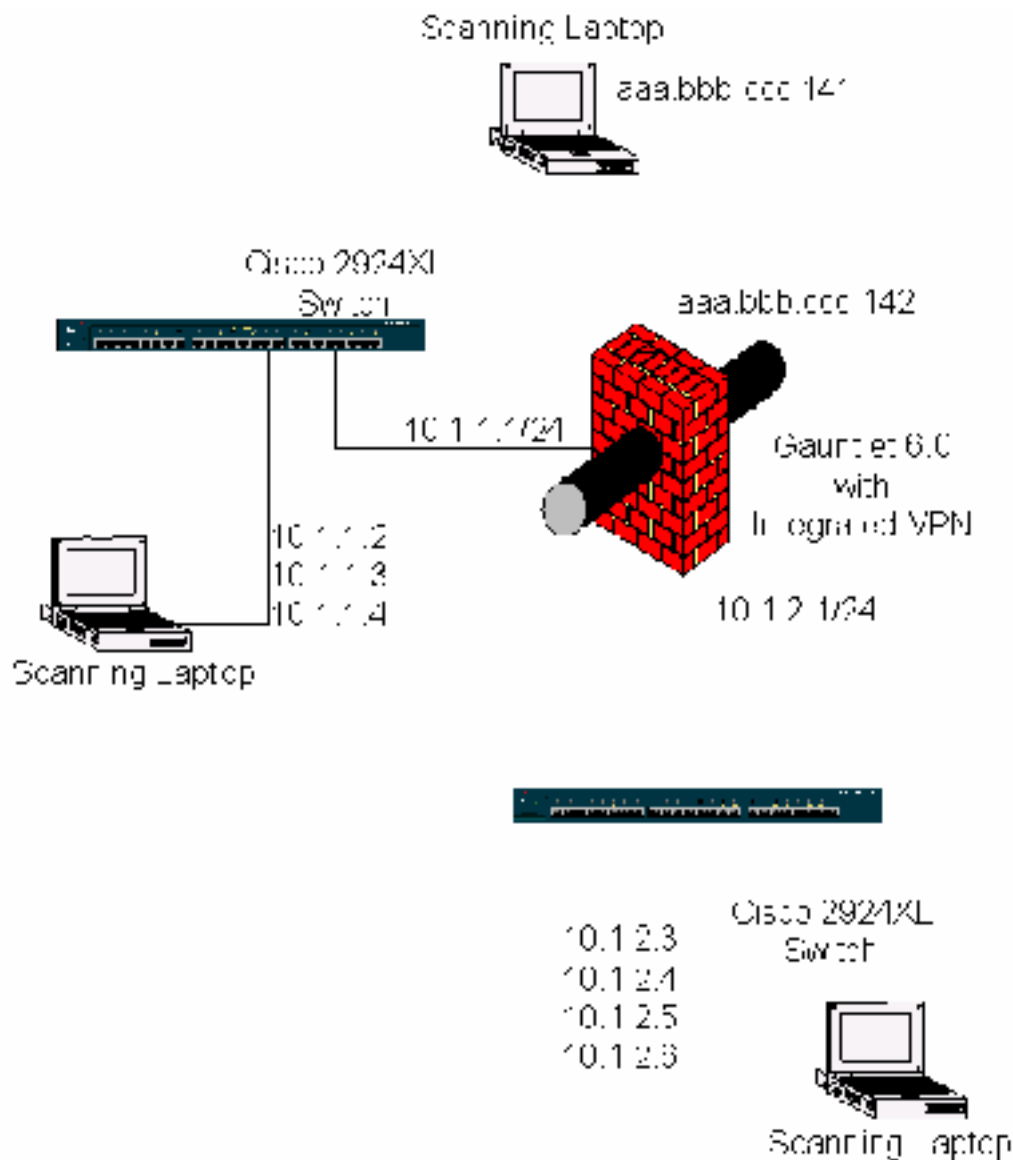 Scanning Laptop
aaa.bbb.ccc.141
Cisco 2924XL
Switch
aaa.bbb.ccc.142
10.1.1.1/24
Gauntlet 6.0
with
Integrated VPN
10.1.1.2
10.1.1.3
10.1.1.4
10.1.2.1/24
Scanning Laptop
Cisco 2924XL
Switch
10.1.2.3
10.1.2.4
10.1.2.5
10.1.2.6
Scanning Laptop